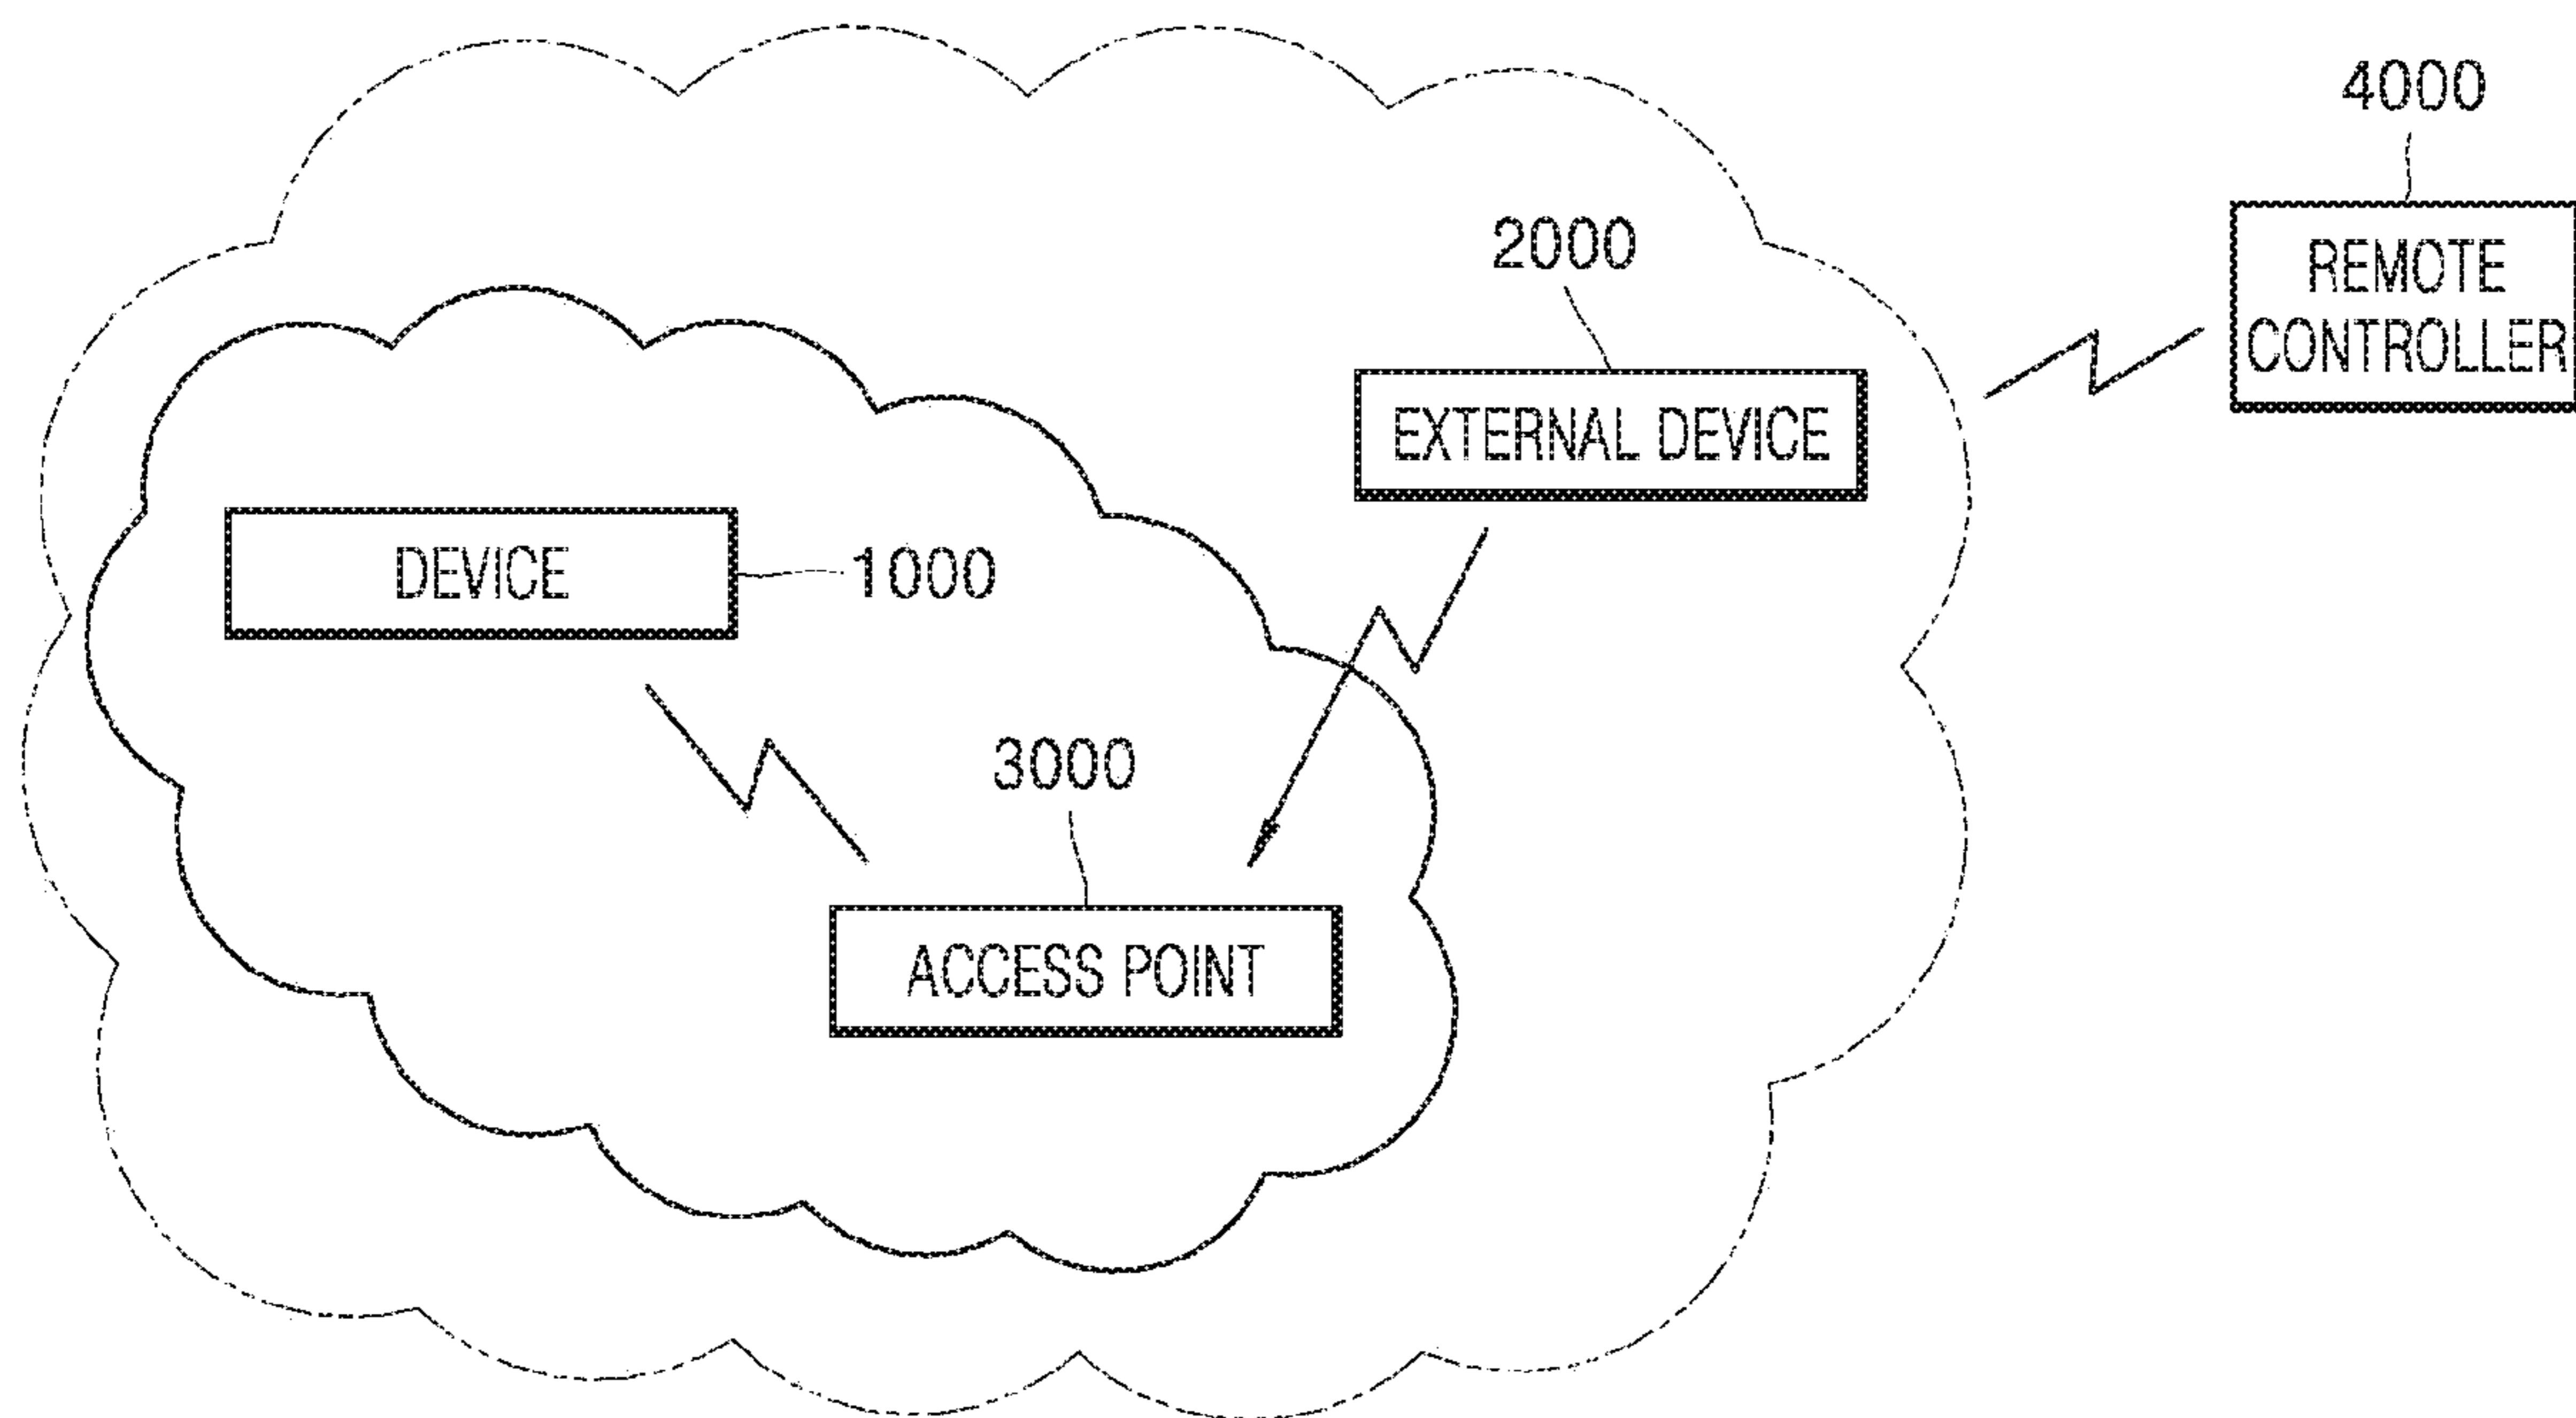 4000
REMOTE
CONTROLLER
2000
EXTERNAL DEVICE
DEVICE
1000
3000
ACCESS POINT